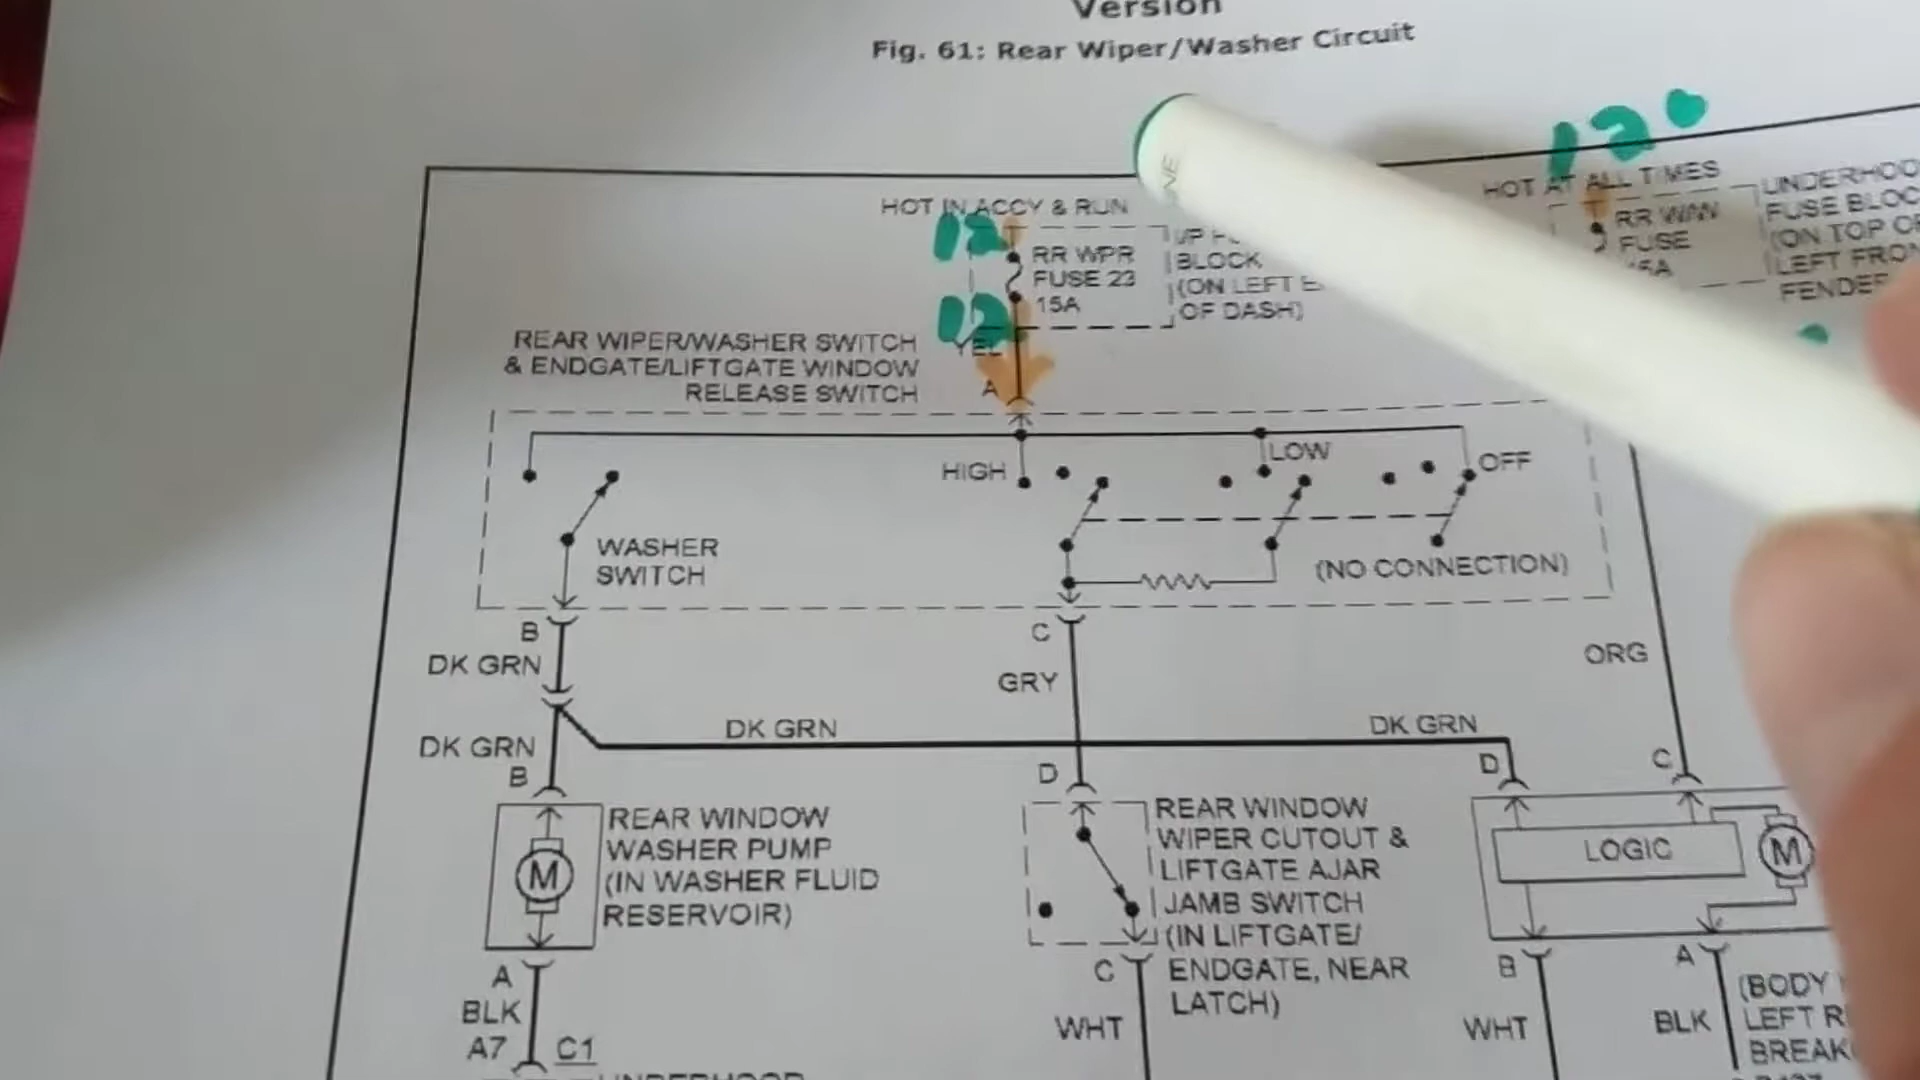 Version
Fig. 61: Rear Wiper/Washer Circuit
120
HOT IN ACCY & RUN
HOT AT ALL TIMES
12
RR WPR
FUSE 23
15A
BLOCK
(ON LEFT
OF DASH)
RR W/W
FUSE
UNDERHOO
FUSE BLOC
(ON TOP OF
LEFT FRON
FENDER
12
YEL
A
REAR WIPER/WASHER SWITCH
& ENDGATE/LIFTGATE WINDOW
RELEASE SWITCH
HIGH
LOW
OFF
WASHER
SWITCH
(NO CONNECTION)
B
C
DK GRN
GRY
ORG
DK GRN
DK GRN
DK GRN
B
D
D
C
REAR WINDOW
WASHER PUMP
(IN WASHER FLUID
RESERVOIR)
M
REAR WINDOW
WIPER CUTOUT &
LIFTGATE AJAR
JAMB SWITCH
(IN LIFTGATE/
ENDGATE, NEAR
LATCH)
LOGIC
M
A
C
B
A
BLK
WHT
WHT
BLK
(BODY
LEFT R
BREAK
A7
C1
UNDERHOOD